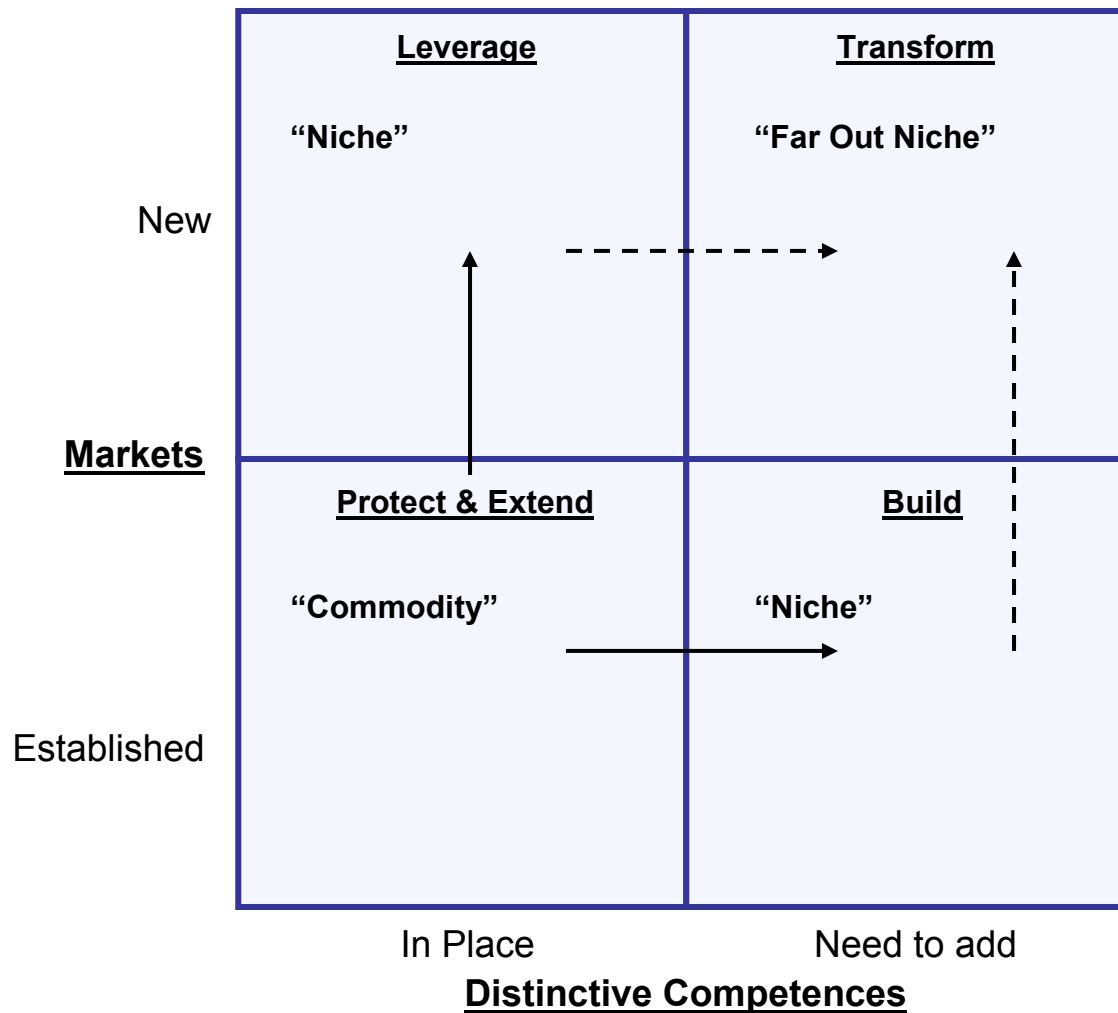 Leverage
Transform
“Niche”
“Far Out Niche”
New
Markets
Protect & Extend
Build
“Commodity”
“Niche”
Established
In Place
Need to add
Distinctive Competences